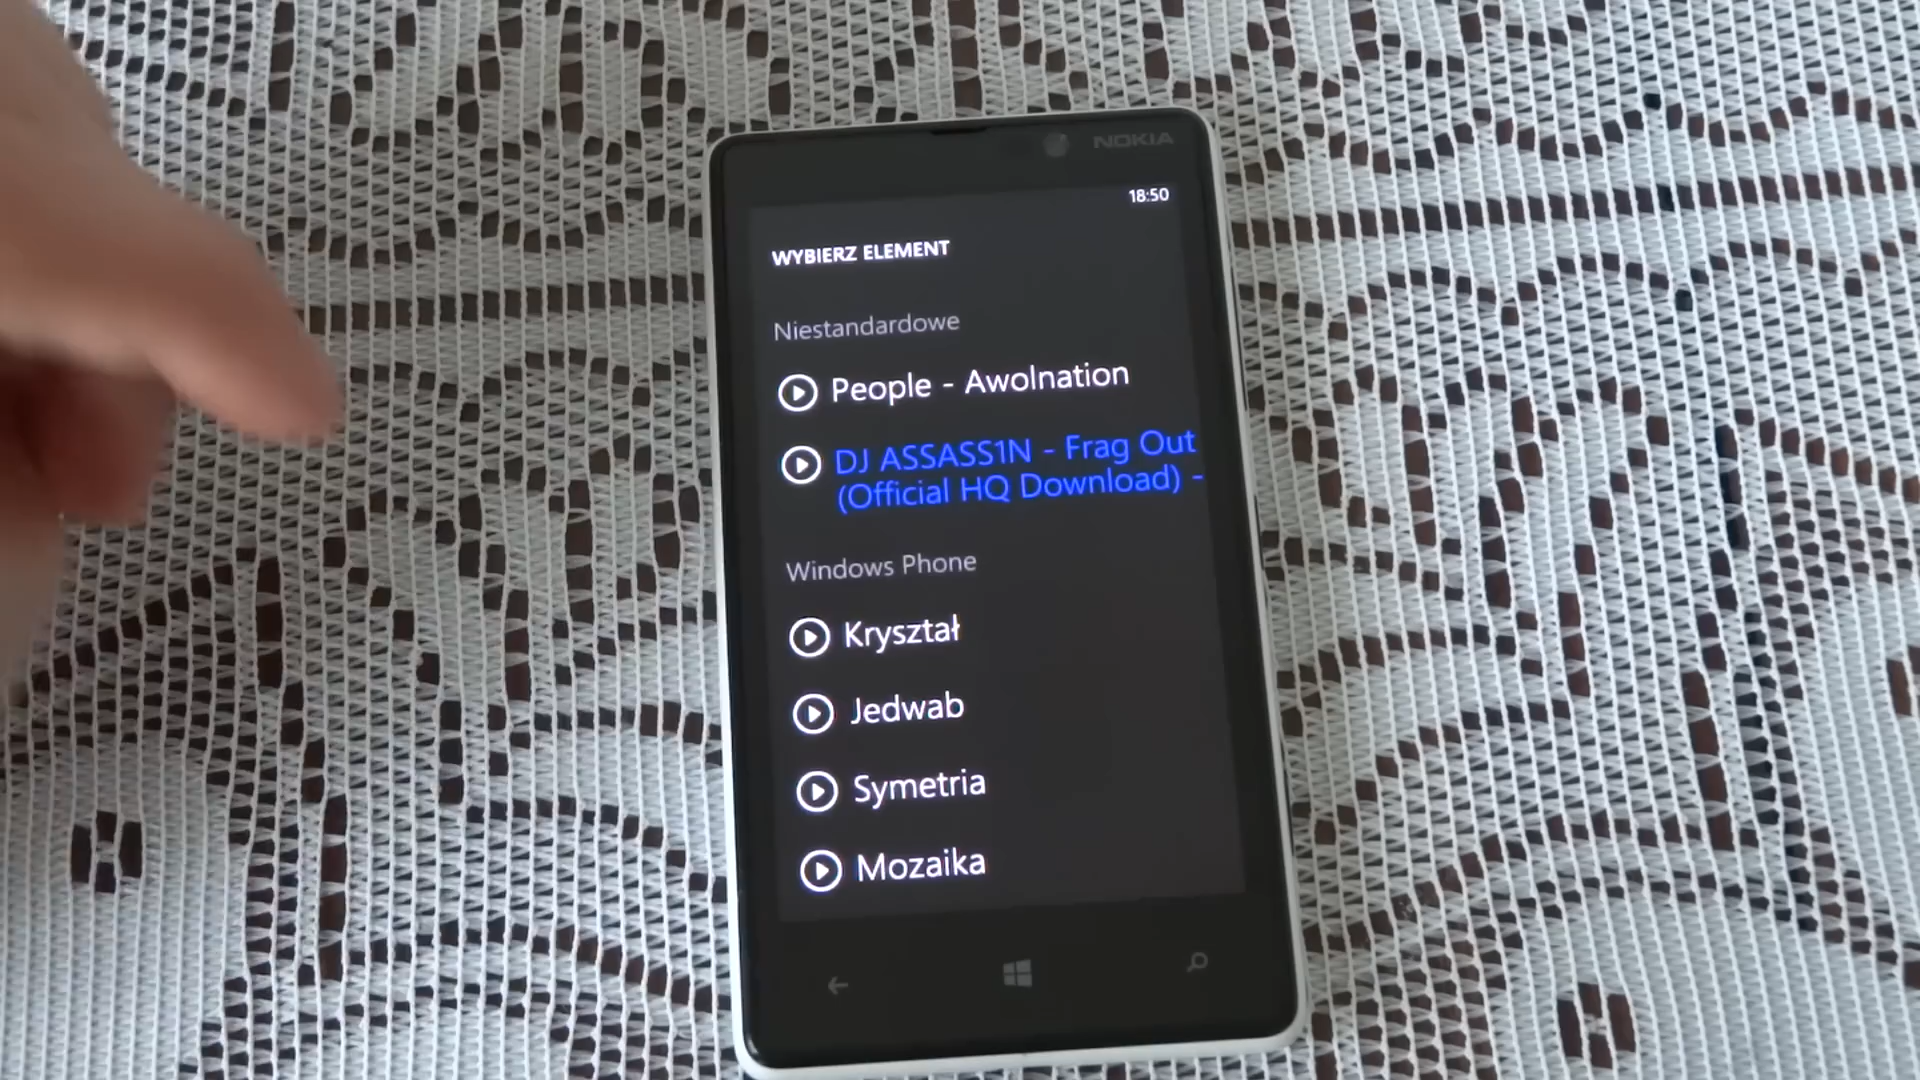 NOKIA
18:50
WYBIERZ ELEMENT
Niestandardowe
People - Awolnation
DJ ASSASS1N - Frag Out
(Official HQ Download) -
Windows Phone
Kryształ
Jedwab
Symetria
Mozaika